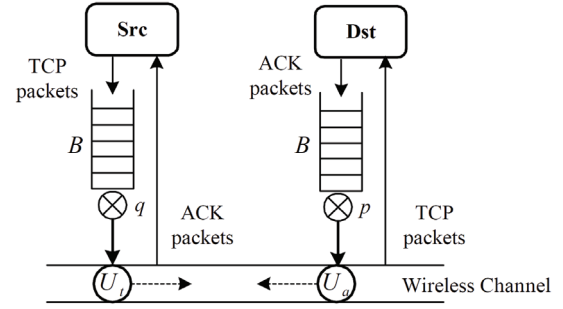 Src
Dst
TCP
packets
ACK
packets
B
B
q
p
ACK
packets
TCP
packets
U_t
U_a
Wireless Channel